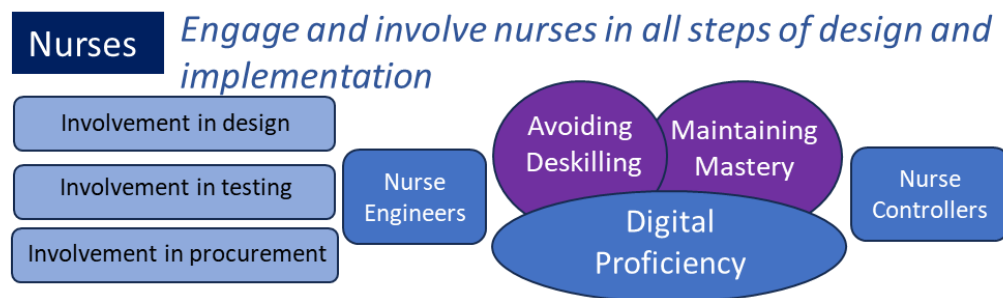 Nurses
Engage and involve nurses in all steps of design and
implementation
Involvement in design
Involvement in testing
Involvement in procurement
Nurse
Engineers
Avoiding
Deskilling
Maintaining
Mastery
Digital
Proficiency
Nurse
Controllers